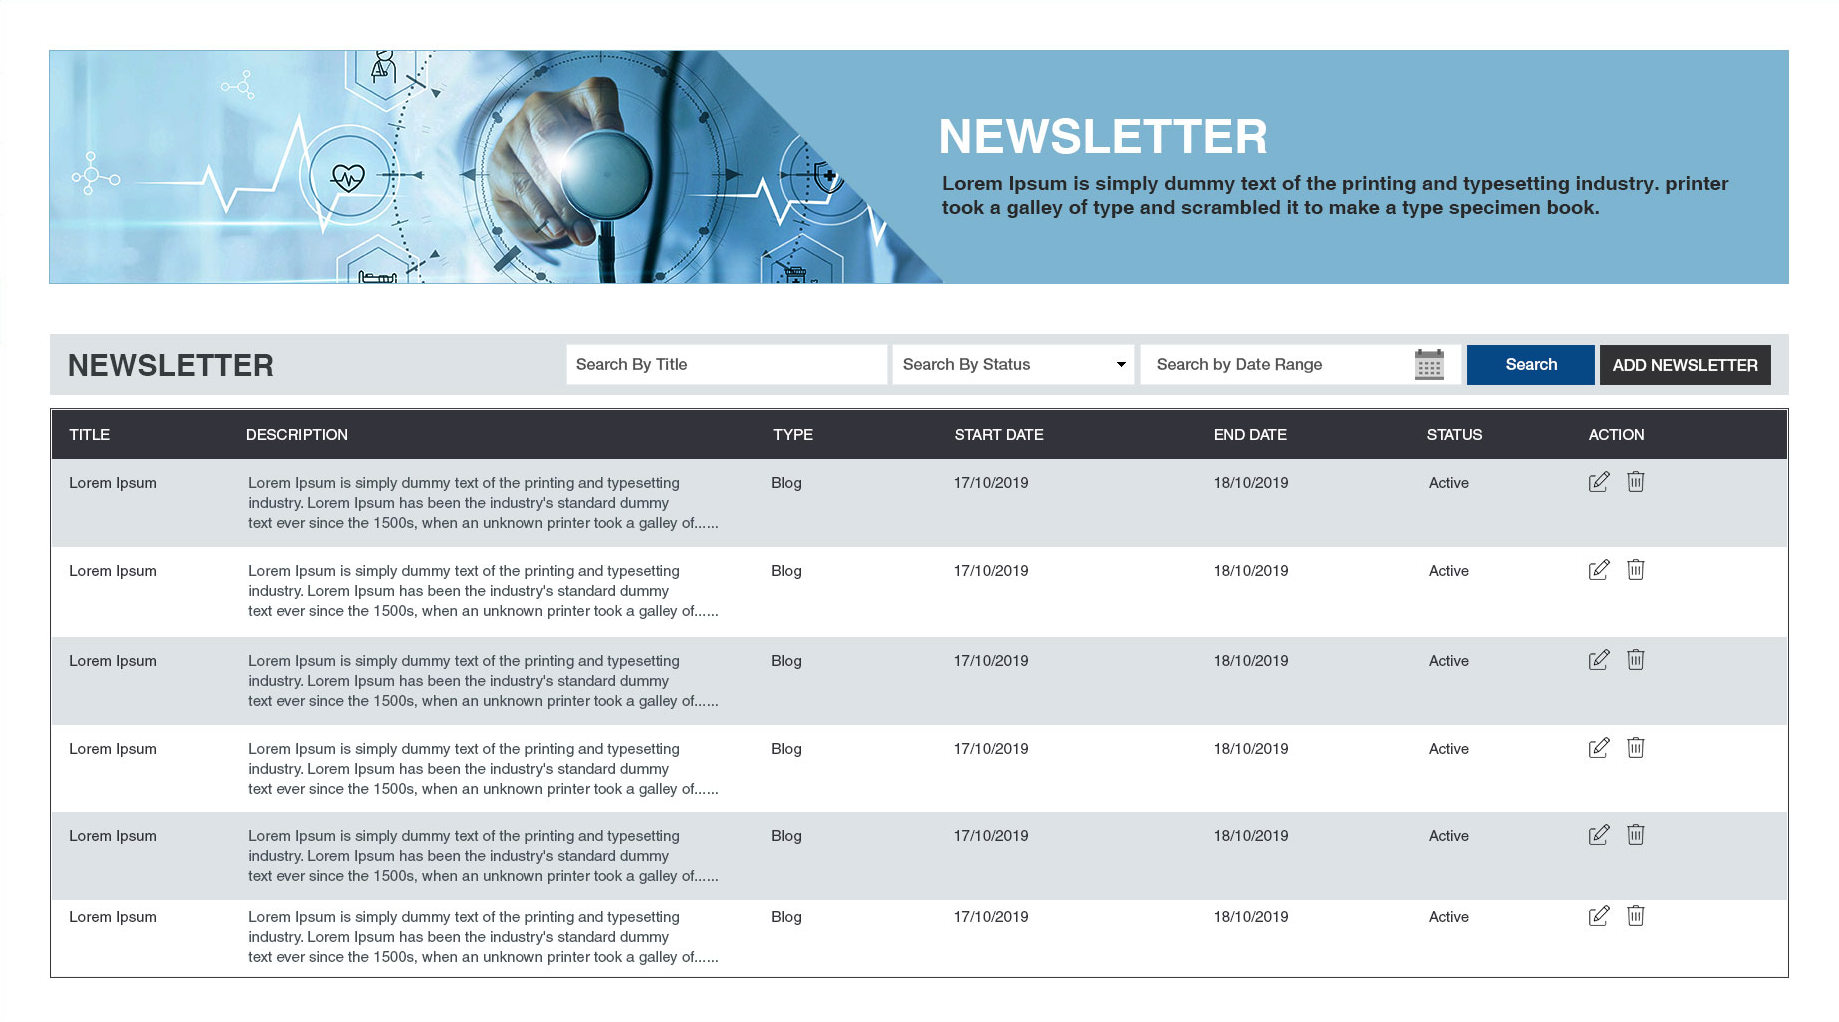 NEWSLETTER
Lorem Ipsum is simply dummy text of the printing and typesetting industry. printer
took a galley of type and scrambled it to make a type specimen book.
NEWSLETTER Search By Title Search By Status Search by Date Range Search ADD NEWSLETTER
TITLE DESCRIPTION TYPE START DATE END DATE STATUS ACTION
Lorem Ipsum Lorem Ipsum is simply dummy text of the printing and typesetting Blog 17/10/2019 18/10/2019 Active
industry. Lorem Ipsum has been the industry's standard dummy
text ever since the 1500s, when an unknown printer took a galley of......
Lorem Ipsum Lorem Ipsum is simply dummy text of the printing and typesetting Blog 17/10/2019 18/10/2019 Active
industry. Lorem Ipsum has been the industry's standard dummy
text ever since the 1500s, when an unknown printer took a galley of......
Lorem Ipsum Lorem Ipsum is simply dummy text of the printing and typesetting Blog 17/10/2019 18/10/2019 Active
industry. Lorem Ipsum has been the industry's standard dummy
text ever since the 1500s, when an unknown printer took a galley of......
Lorem Ipsum Lorem Ipsum is simply dummy text of the printing and typesetting Blog 17/10/2019 18/10/2019 Active
industry. Lorem Ipsum has been the industry's standard dummy
text ever since the 1500s, when an unknown printer took a galley of......
Lorem Ipsum Lorem Ipsum is simply dummy text of the printing and typesetting Blog 17/10/2019 18/10/2019 Active
industry. Lorem Ipsum has been the industry's standard dummy
text ever since the 1500s, when an unknown printer took a galley of......
Lorem Ipsum Lorem Ipsum is simply dummy text of the printing and typesetting Blog 17/10/2019 18/10/2019 Active
industry. Lorem Ipsum has been the industry's standard dummy
text ever since the 1500s, when an unknown printer took a galley of......